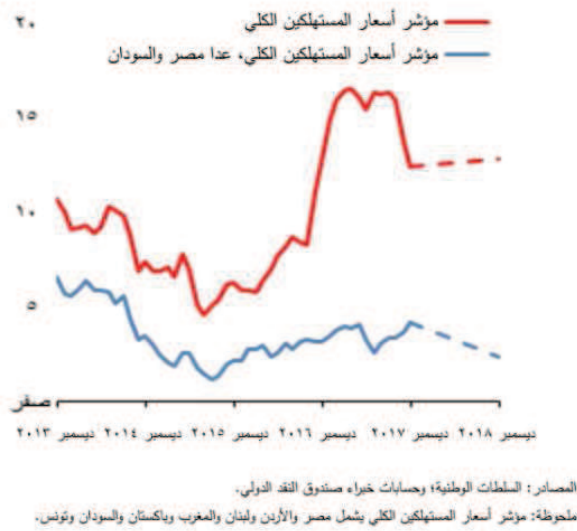 ٢٠
مؤشر أسعار المستهلكين الكلي
مؤشر أسعار المستهلكين الكلي، عدا مصر والسودان
١٥
١٠
٥
صفر
ديسمبر ٢٠١٣ ديسمبر ٢٠١٤ ديسمبر ٢٠١٥ ديسمبر ٢٠١٦ ديسمبر ٢٠١٧ ديسمبر ٢٠١٨
المصادر: السلطات الوطنية؛ وحسابات خبراء صندوق النقد الدولي.
ملحوظة: مؤشر أسعار المستهلكين الكلي يشمل مصر والأردن ولبنان والمغرب وباكستان والسودان وتونس.